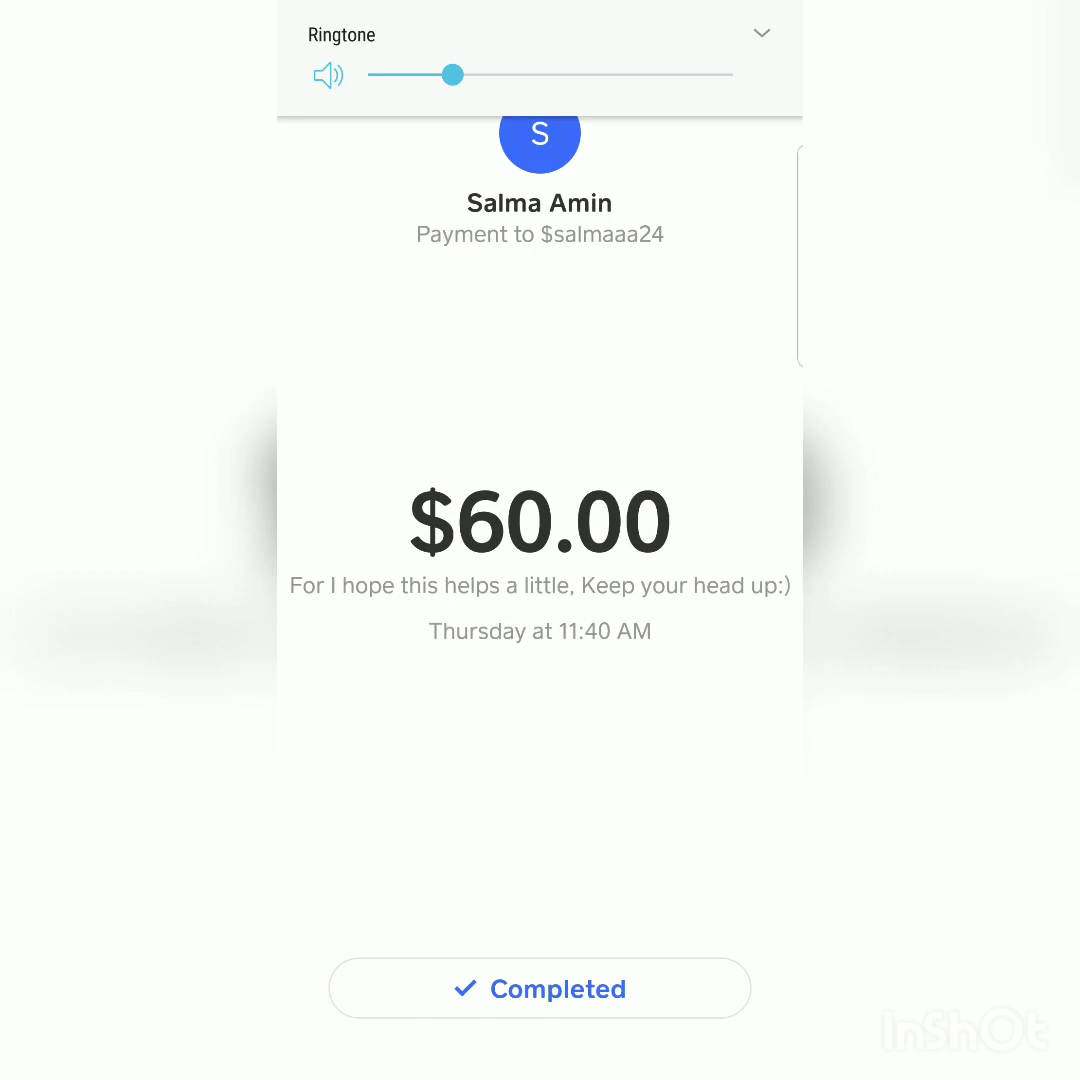 Ringtone
S
Salma Amin
Payment to $salmaaa24
$60.00
For I hope this helps a little, Keep your head up:)
Thursday at 11:40 AM
Completed
InShOt